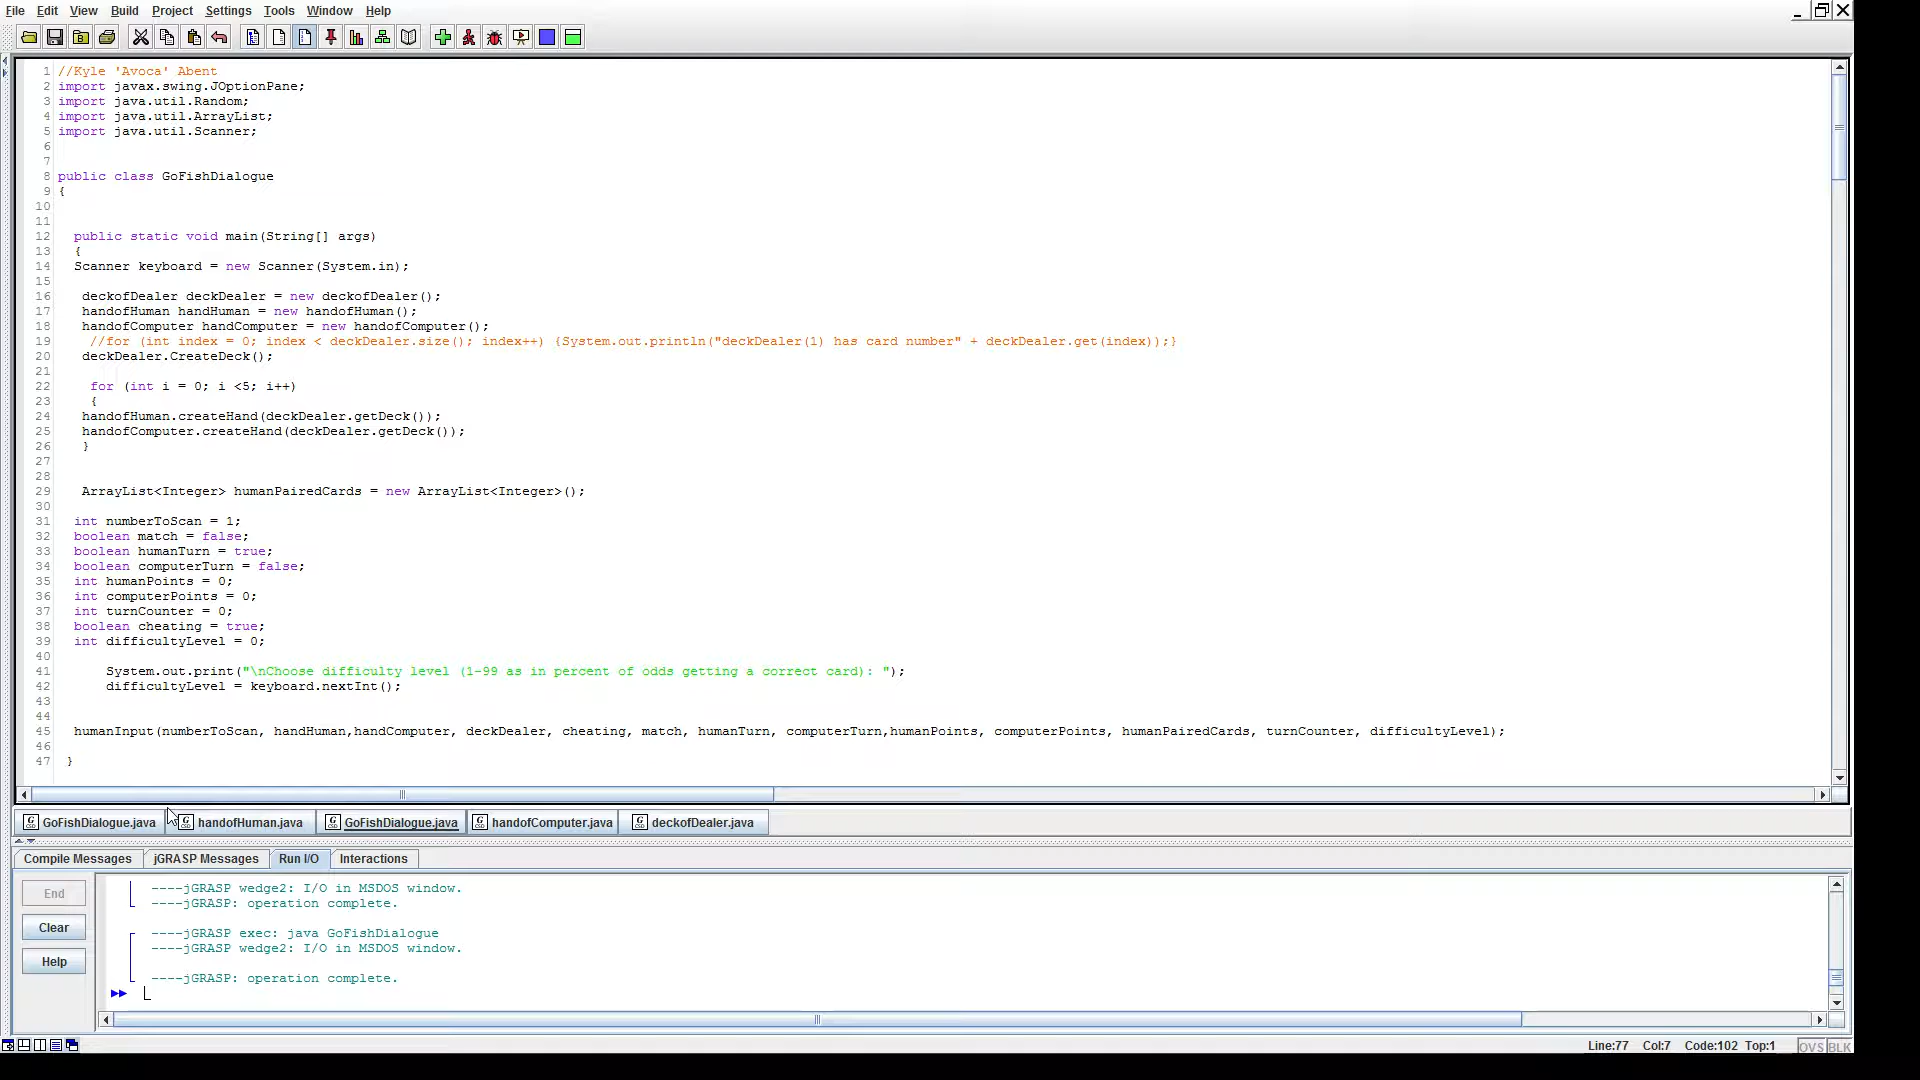 File Edit View Build Project Settings Tools Window Help
1 //Kyle 'Avoca' Abent
2 import javax.swing.JOptionPane;
3 import java.util.Random;
4 import java.util.ArrayList;
5 import java.util.Scanner;
6
7
8 public class GoFishDialogue
9 {
10
11
12 public static void main(String[] args)
13 {
14 Scanner keyboard = new Scanner(System.in);
15
16 deckofDealer deckDealer = new deckofDealer();
17 handofHuman handHuman = new handofHuman();
18 handofComputer handComputer = new handofComputer();
19 //for (int index = 0; index < deckDealer.size(); index++) {System.out.println("deckDealer(1) has card number" + deckDealer.get(index));}
20 deckDealer.CreateDeck();
21
22 for (int i = 0; i <5; i++)
23 {
24 handofHuman.createHand(deckDealer.getDeck());
25 handofComputer.createHand(deckDealer.getDeck());
26 }
27
28
29 ArrayList<Integer> humanPairedCards = new ArrayList<Integer>();
30
31 int numberToScan = 1;
32 boolean match = false;
33 boolean humanTurn = true;
34 boolean computerTurn = false;
35 int humanPoints = 0;
36 int computerPoints = 0;
37 int turnCounter = 0;
38 boolean cheating = true;
39 int difficultyLevel = 0;
40
41 System.out.print("\nChoose difficulty level (1-99 as in percent of odds getting a correct card): ");
42 difficultyLevel = keyboard.nextInt();
43
44
45 humanInput(numberToScan, handHuman,handComputer, deckDealer, cheating, match, humanTurn, computerTurn,humanPoints, computerPoints, humanPairedCards, turnCounter, difficultyLevel);
46
47 }
GoFishDialogue.java handofHuman.java GoFishDialogue.java handofComputer.java deckofDealer.java
Compile Messages jGRASP Messages Run I/O Interactions
End
Clear
Help
----jGRASP wedge2: I/O in MSDOS window.
----jGRASP: operation complete.
----jGRASP exec: java GoFishDialogue
----jGRASP wedge2: I/O in MSDOS window.
----jGRASP: operation complete.
Line:77 Col:7 Code:102 Top:1 OVS BLK